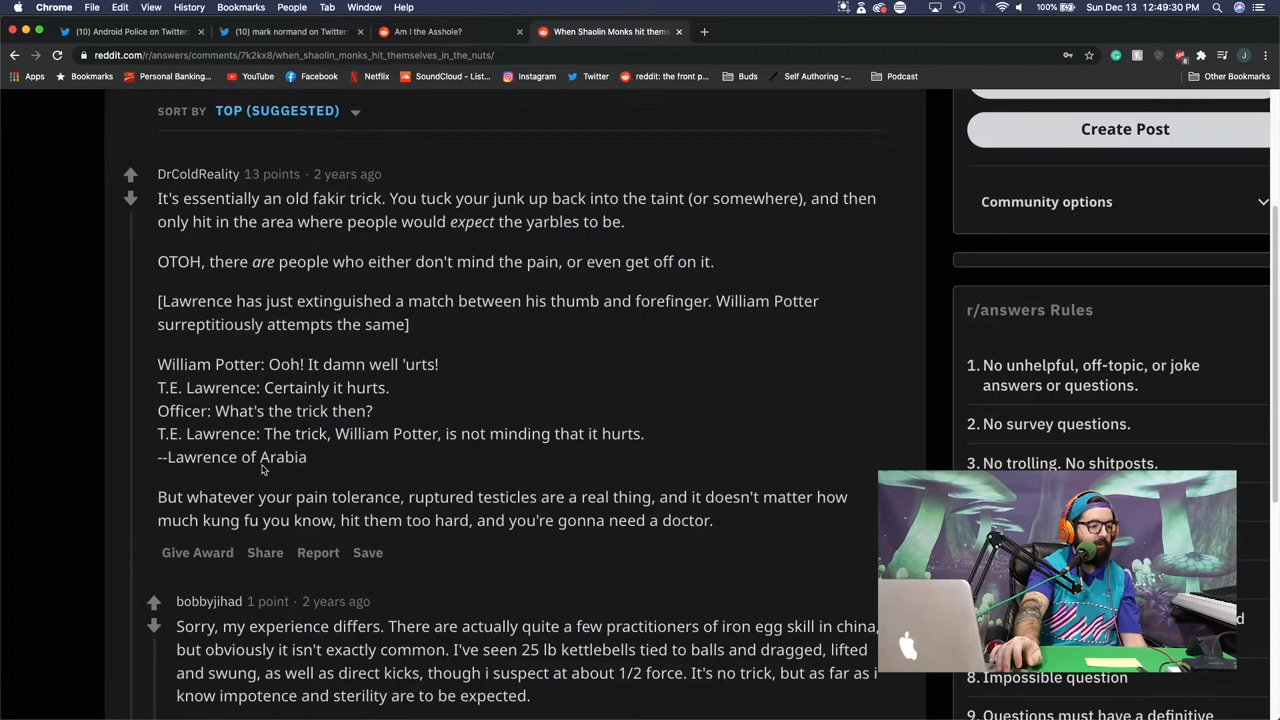 Chrome File Edit View History Bookmarks People Tab Window Help 100% Sun Dec 13 12:49:30 PM
(10) Android Police on Twitter: (10) mark normand on Twitter: Am I the Asshole? When Shaolin Monks hit them
reddit.com/r/answers/comments/7k2kx8/when_shaolin_monks_hit_themselves_in_the_nuts/
Apps Bookmarks Personal Banking... YouTube Facebook Netflix SoundCloud – List... Instagram Twitter reddit: the front p... Buds Self Authoring -... Podcast Other Bookmarks
SORT BY TOP (SUGGESTED)
DrColdReality 13 points · 2 years ago
It's essentially an old fakir trick. You tuck your junk up back into the taint (or somewhere), and then
only hit in the area where people would expect the yarbles to be.
OTOH, there are people who either don't mind the pain, or even get off on it.
[Lawrence has just extinguished a match between his thumb and forefinger. William Potter
surreptitiously attempts the same]
William Potter: Ooh! It damn well 'urts!
T.E. Lawrence: Certainly it hurts.
Officer: What's the trick then?
T.E. Lawrence: The trick, William Potter, is not minding that it hurts.
--Lawrence of Arabia
But whatever your pain tolerance, ruptured testicles are a real thing, and it doesn't matter how
much kung fu you know, hit them too hard, and you're gonna need a doctor.
Give Award Share Report Save
bobbyjihad 1 point · 2 years ago
Sorry, my experience differs. There are actually quite a few practitioners of iron egg skill in china,
but obviously it isn't exactly common. I've seen 25 lb kettlebells tied to balls and dragged, lifted
and swung, as well as direct kicks, though i suspect at about 1/2 force. It's no trick, but as far as i
know impotence and sterility are to be expected.
Create Post
Community options
r/answers Rules
1. No unhelpful, off-topic, or joke
answers or questions.
2. No survey questions.
3. No trolling. No shitposts.
8. Impossible question
9. Questions must have a definitive